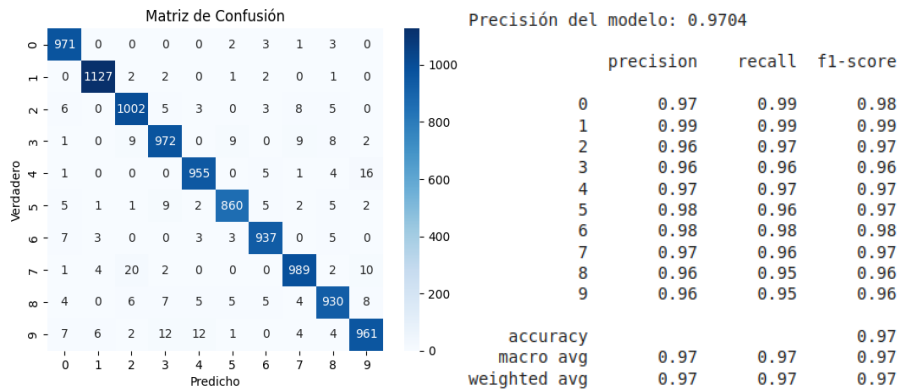 Matriz de Confusión
0 971 0 0 0 0 2 3 1 3 0
1 0 1127 2 2 0 1 2 0 1 0
2 6 0 1002 5 3 0 3 8 5 0
3 1 0 9 972 0 9 0 9 8 2
4 1 0 0 0 955 0 5 1 4 16
5 5 1 1 9 2 860 5 2 5 2
6 7 3 0 0 3 3 937 0 5 0
7 1 4 20 2 0 0 0 989 2 10
8 4 0 6 7 5 5 5 4 930 8
9 7 6 2 12 12 1 0 4 4 961
0 1 2 3 4 5 6 7 8 9
Verdadero
Predicho
1000
800
600
400
200
0
Precisión del modelo: 0.9704
precision recall f1-score
0 0.97 0.99 0.98
1 0.99 0.99 0.99
2 0.96 0.97 0.97
3 0.96 0.96 0.96
4 0.97 0.97 0.97
5 0.98 0.96 0.97
6 0.98 0.98 0.98
7 0.97 0.96 0.97
8 0.96 0.95 0.96
9 0.96 0.95 0.96
accuracy 0.97
macro avg 0.97 0.97 0.97
weighted avg 0.97 0.97 0.97